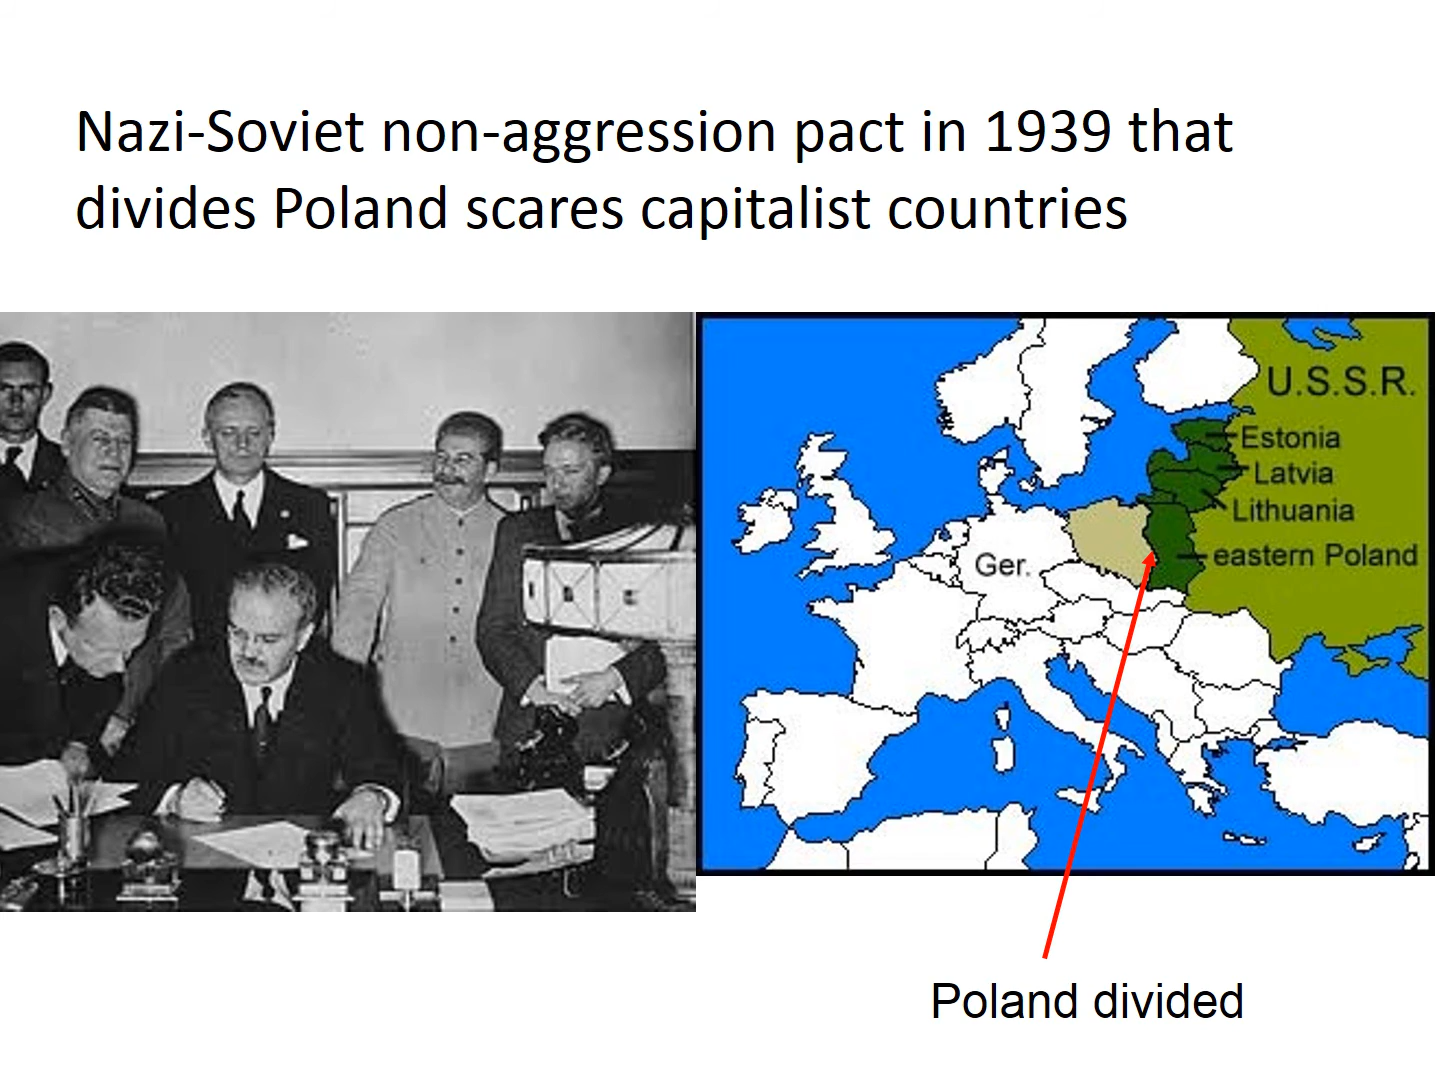 Nazi-Soviet non-aggression pact in 1939 that
divides Poland scares capitalist countries
U.S.S.R.
Estonia
Latvia
Lithuania
eastern Poland
Ger.
Poland divided